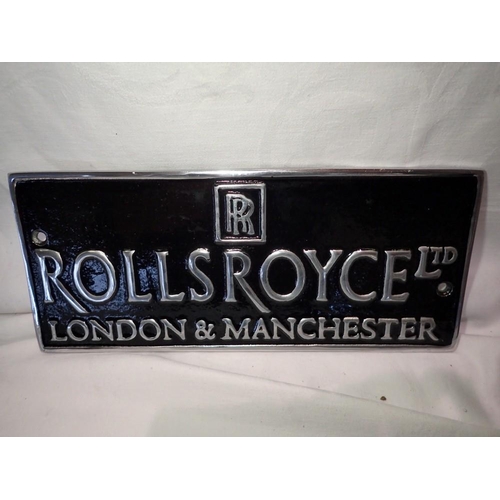 RR
ROLLSROYCE LTD
LONDON & MANCHESTER